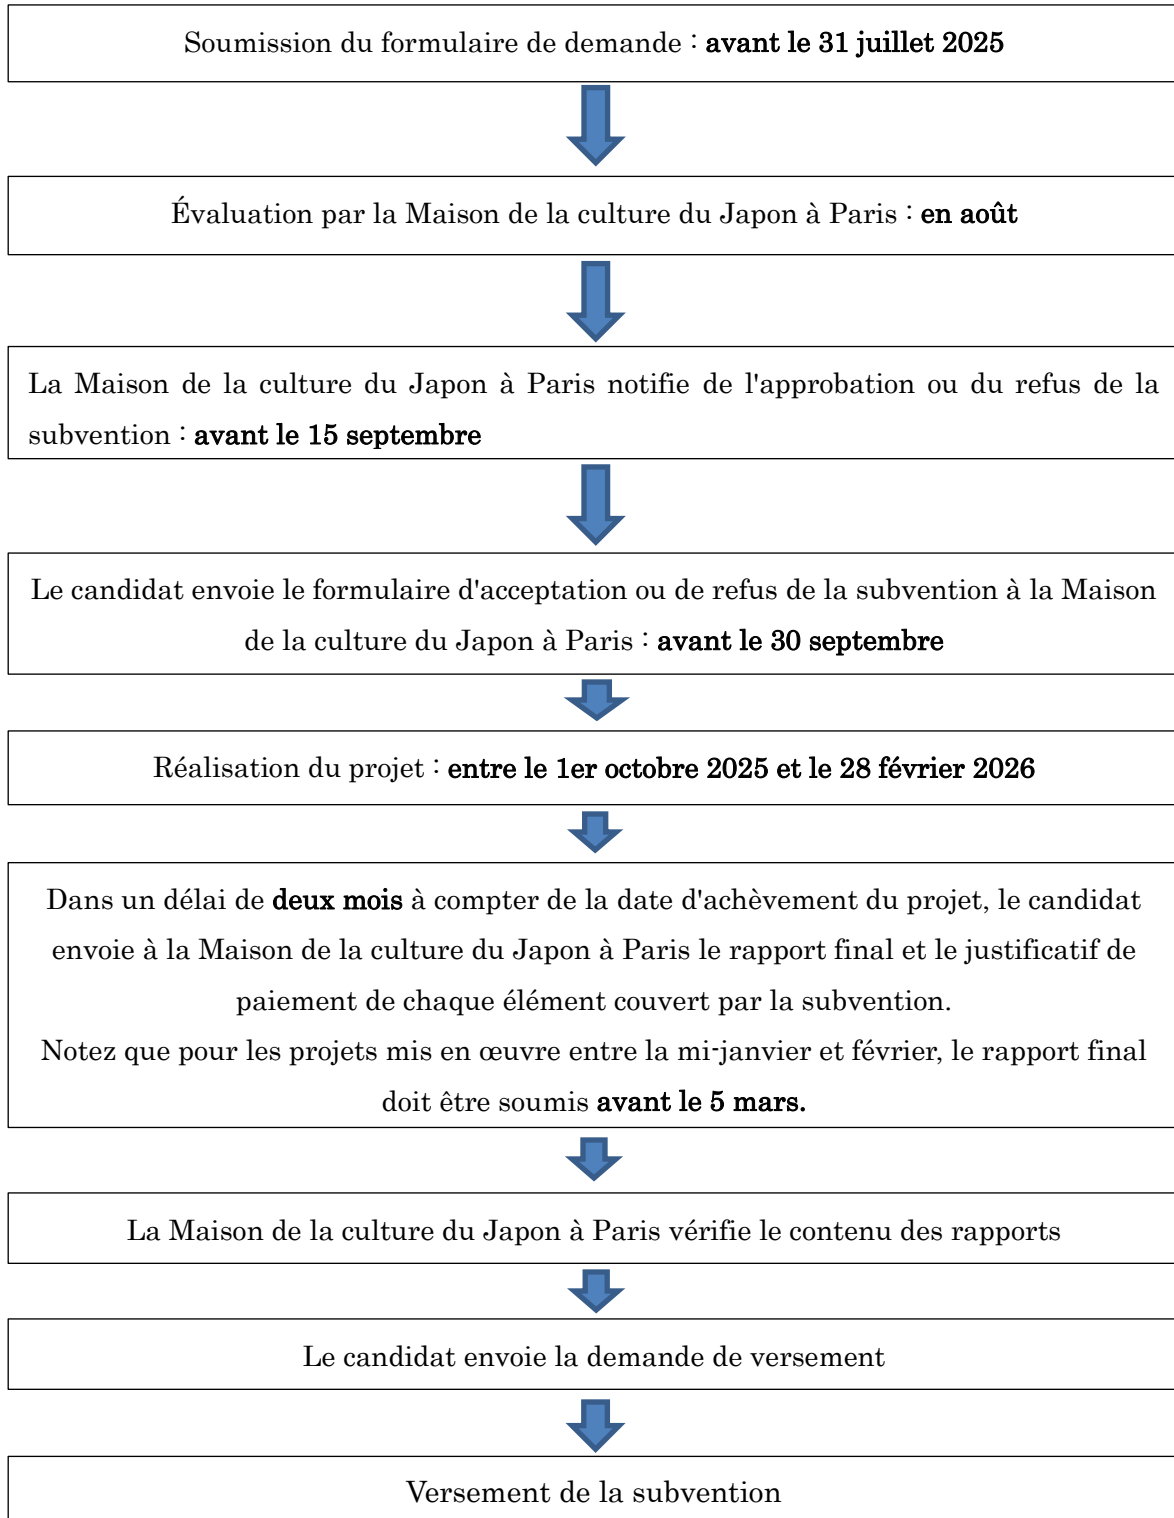 Soumission du formulaire de demande : avant le 31 juillet 2025
Évaluation par la Maison de la culture du Japon à Paris : en août
La Maison de la culture du Japon à Paris notifie de l'approbation ou du refus de la
subvention : avant le 15 septembre
Le candidat envoie le formulaire d'acceptation ou de refus de la subvention à la Maison
de la culture du Japon à Paris : avant le 30 septembre
Réalisation du projet : entre le 1er octobre 2025 et le 28 février 2026
Dans un délai de deux mois à compter de la date d'achèvement du projet, le candidat
envoie à la Maison de la culture du Japon à Paris le rapport final et le justificatif de
paiement de chaque élément couvert par la subvention.
Notez que pour les projets mis en œuvre entre la mi-janvier et février, le rapport final
doit être soumis avant le 5 mars.
La Maison de la culture du Japon à Paris vérifie le contenu des rapports
Le candidat envoie la demande de versement
Versement de la subvention